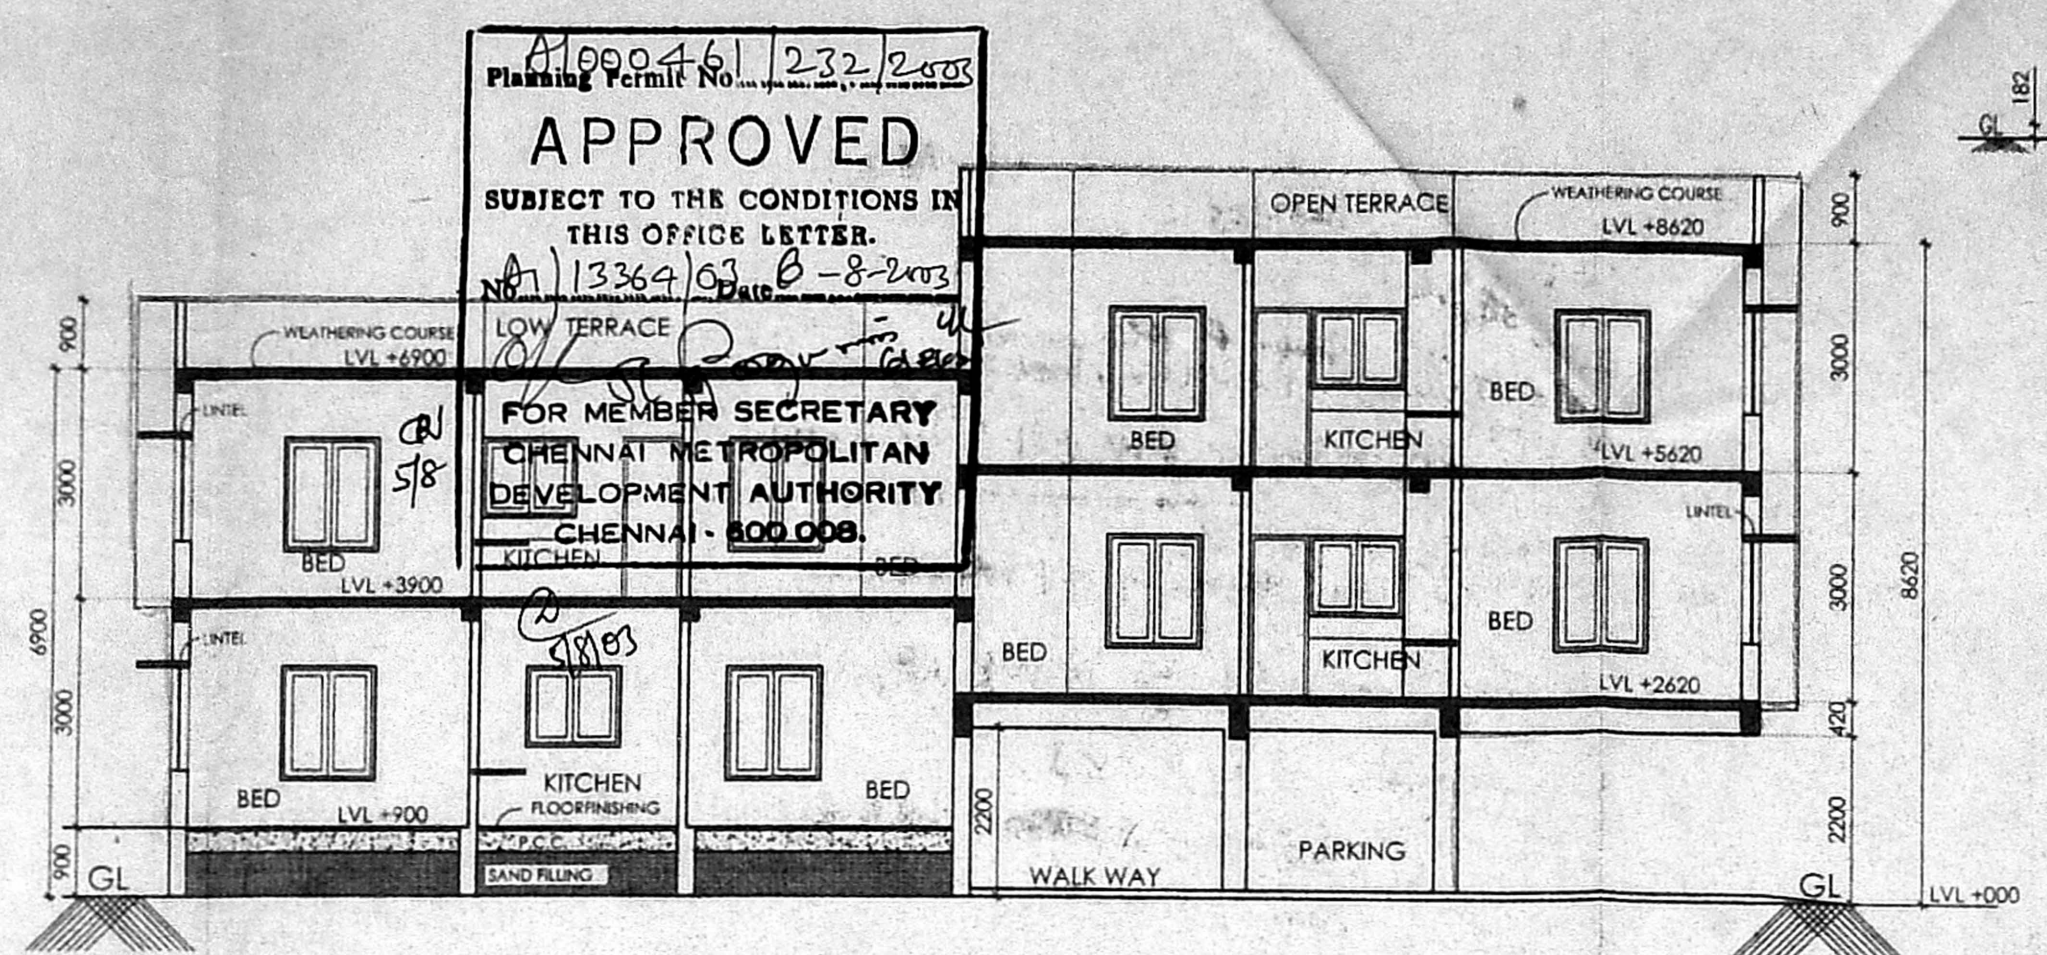 A/000461/232/2003
Planning Permit No.
APPROVED
SUBJECT TO THE CONDITIONS IN
THIS OFFICE LETTER.
No. A1/13364/03 Date 6-8-2003
182
GL
OPEN TERRACE
WEATHERING COURSE
LVL +8620
900
WEATHERING COURSE
LVL +6900
LOW TERRACE
900
FOR MEMBER SECRETARY
CHENNAI METROPOLITAN
DEVELOPMENT AUTHORITY
CHENNAI - 600 008.
LINTEL
5/8
3000
BED
LVL +3900
KITCHEN
BED
BED
KITCHEN
BED
LVL +5620
3000
LINTEL
BED
KITCHEN
BED
LVL +2620
3000
8620
6900
LINTEL
5/8/03
3000
BED
LVL +900
KITCHEN
FLOORFINISHING
BED
P.C.C.
SAND FILLING
900
GL
2200
WALK WAY
PARKING
420
2200
GL
LVL +000